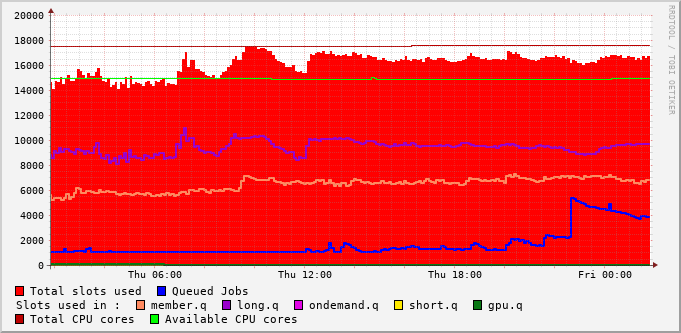 RRDTOOL / TOBI OETIKER
20000
18000
16000
14000
12000
10000
8000
6000
4000
2000
0
Thu 06:00 Thu 12:00 Thu 18:00 Fri 00:00
Total slots used Queued Jobs
Slots used in : member.q long.q ondemand.q short.q gpu.q
Total CPU cores Available CPU cores